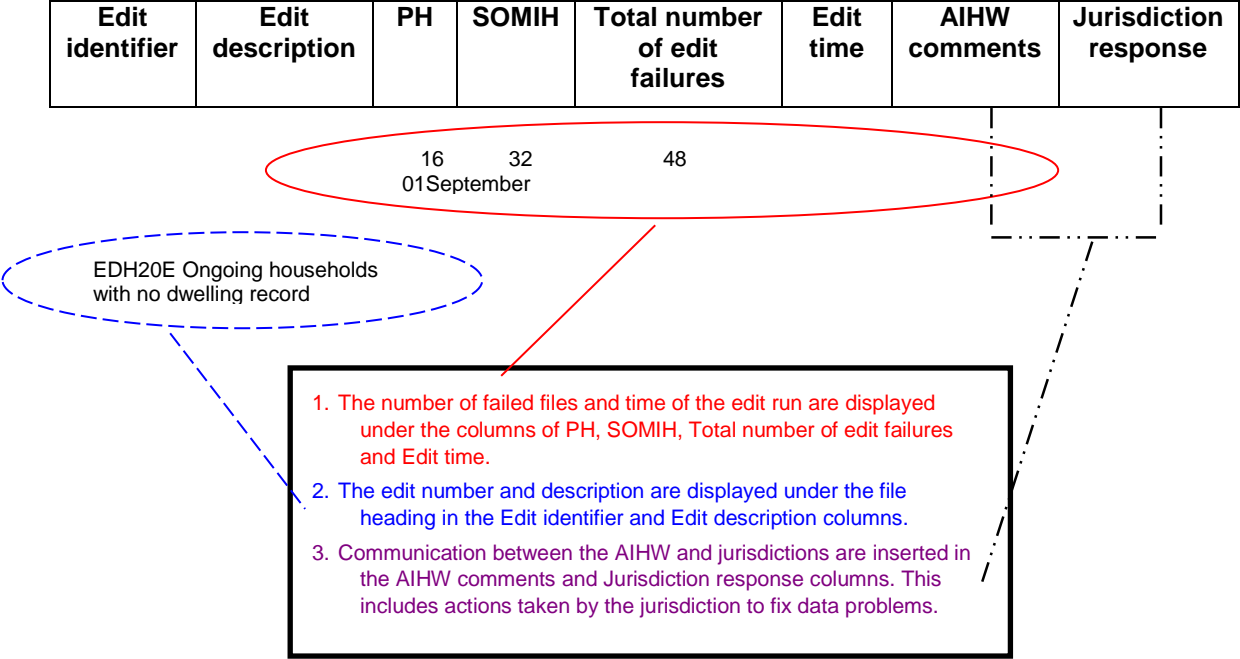 Edit identifier
Edit description
PH
SOMIH
Total number of edit failures
Edit time
AIHW comments
Jurisdiction response
16 32 48
01September
EDH20E Ongoing households
with no dwelling record
1. The number of failed files and time of the edit run are displayed
under the columns of PH, SOMIH, Total number of edit failures
and Edit time.
2. The edit number and description are displayed under the file
heading in the Edit identifier and Edit description columns.
3. Communication between the AIHW and jurisdictions are inserted in
the AIHW comments and Jurisdiction response columns. This
includes actions taken by the jurisdiction to fix data problems.